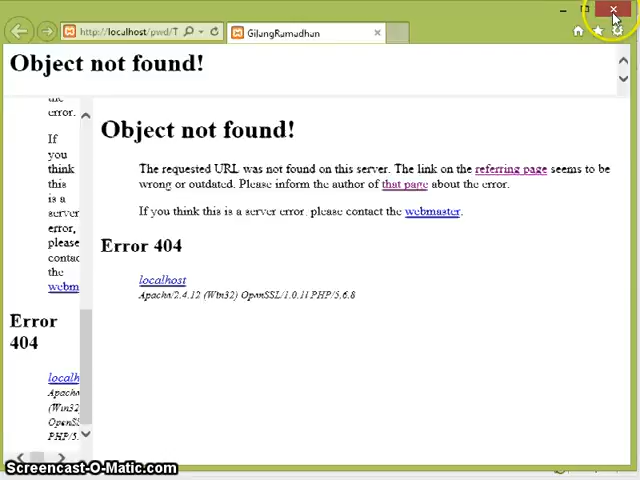 http://localhost/pwd/T
GilangRamadhan
Object not found!
the
error.
If
you
think
this
is a
server
error,
please
contac
the
webm
Error
404
localh
Apache
(Win32)
OpenSS
PHP/5.
Object not found!
The requested URL was not found on this server. The link on the referring page seems to be
wrong or outdated. Please inform the author of that page about the error.
If you think this is a server error, please contact the webmaster.
Error 404
localhost
Apache/2.4.12 (Win32) OpenSSL/1.0.1l PHP/5.6.8
Screencast-O-Matic.com